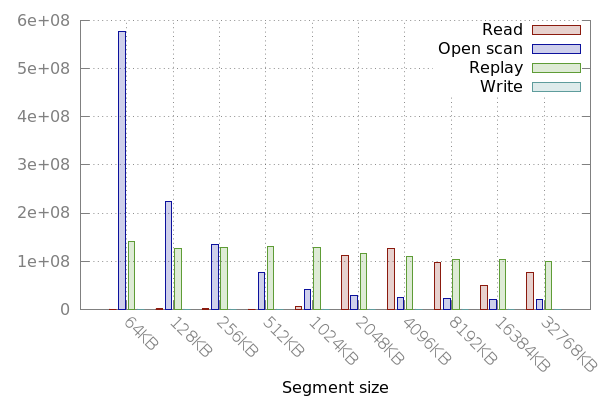 6e+08
5e+08
4e+08
3e+08
2e+08
1e+08
0
Read
Open scan
Replay
Write
64KB
128KB
256KB
512KB
1024KB
2048KB
4096KB
8192KB
16384KB
32768KB
Segment size